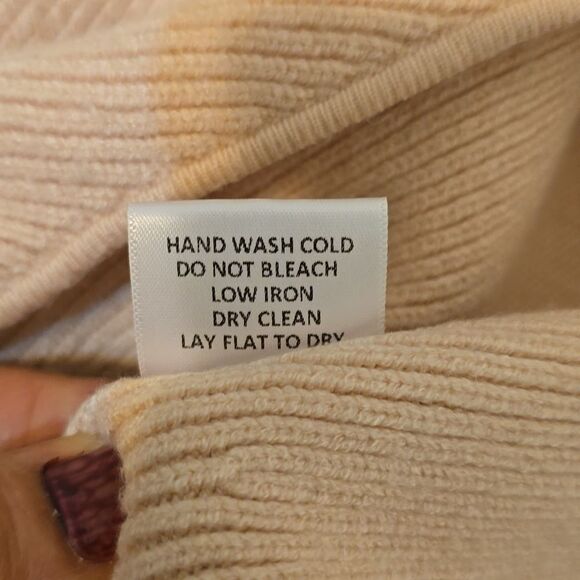 HAND WASH COLD
DO NOT BLEACH
LOW IRON
DRY CLEAN
LAY FLAT TO DRY